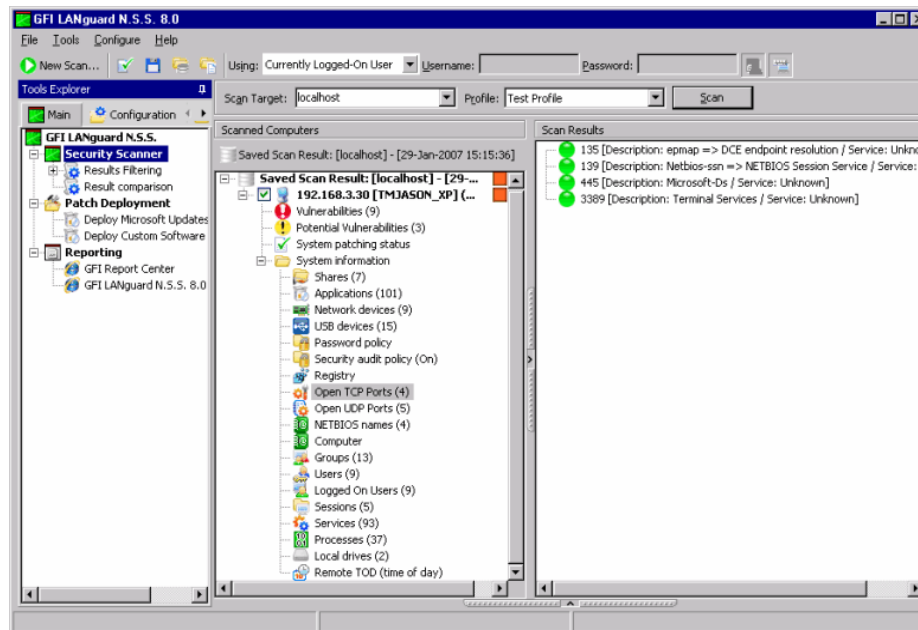 GFI LANguard N.S.S. 8.0
File Tools Configure Help
New Scan... Using: Currently Logged-On User Username: Password:
Tools Explorer
Scan Target: localhost Profile: Test Profile Scan
Main Configuration
Scanned Computers
Scan Results
GFI LANguard N.S.S.
Security Scanner
Results Filtering
Result comparison
Patch Deployment
Deploy Microsoft Updates
Deploy Custom Software
Reporting
GFI Report Center
GFI LANguard N.S.S. 8.0
Saved Scan Result: [localhost] - [29-Jan-2007 15:15:36]
Saved Scan Result: [localhost] - [29-...
192.168.3.30 [TMJASON_XP] (...
Vulnerabilities (9)
Potential Vulnerabilities (3)
System patching status
System information
Shares (7)
Applications (101)
Network devices (9)
USB devices (15)
Password policy
Security audit policy (On)
Registry
Open TCP Ports (4)
Open UDP Ports (5)
NETBIOS names (4)
Computer
Groups (13)
Users (9)
Logged On Users (9)
Sessions (5)
Services (93)
Processes (37)
Local drives (2)
Remote TOD (time of day)
135 [Description: epmap => DCE endpoint resolution / Service: Unkno
139 [Description: Netbios-ssn => NETBIOS Session Service / Service:
445 [Description: Microsoft-Ds / Service: Unknown]
3389 [Description: Terminal Services / Service: Unknown]